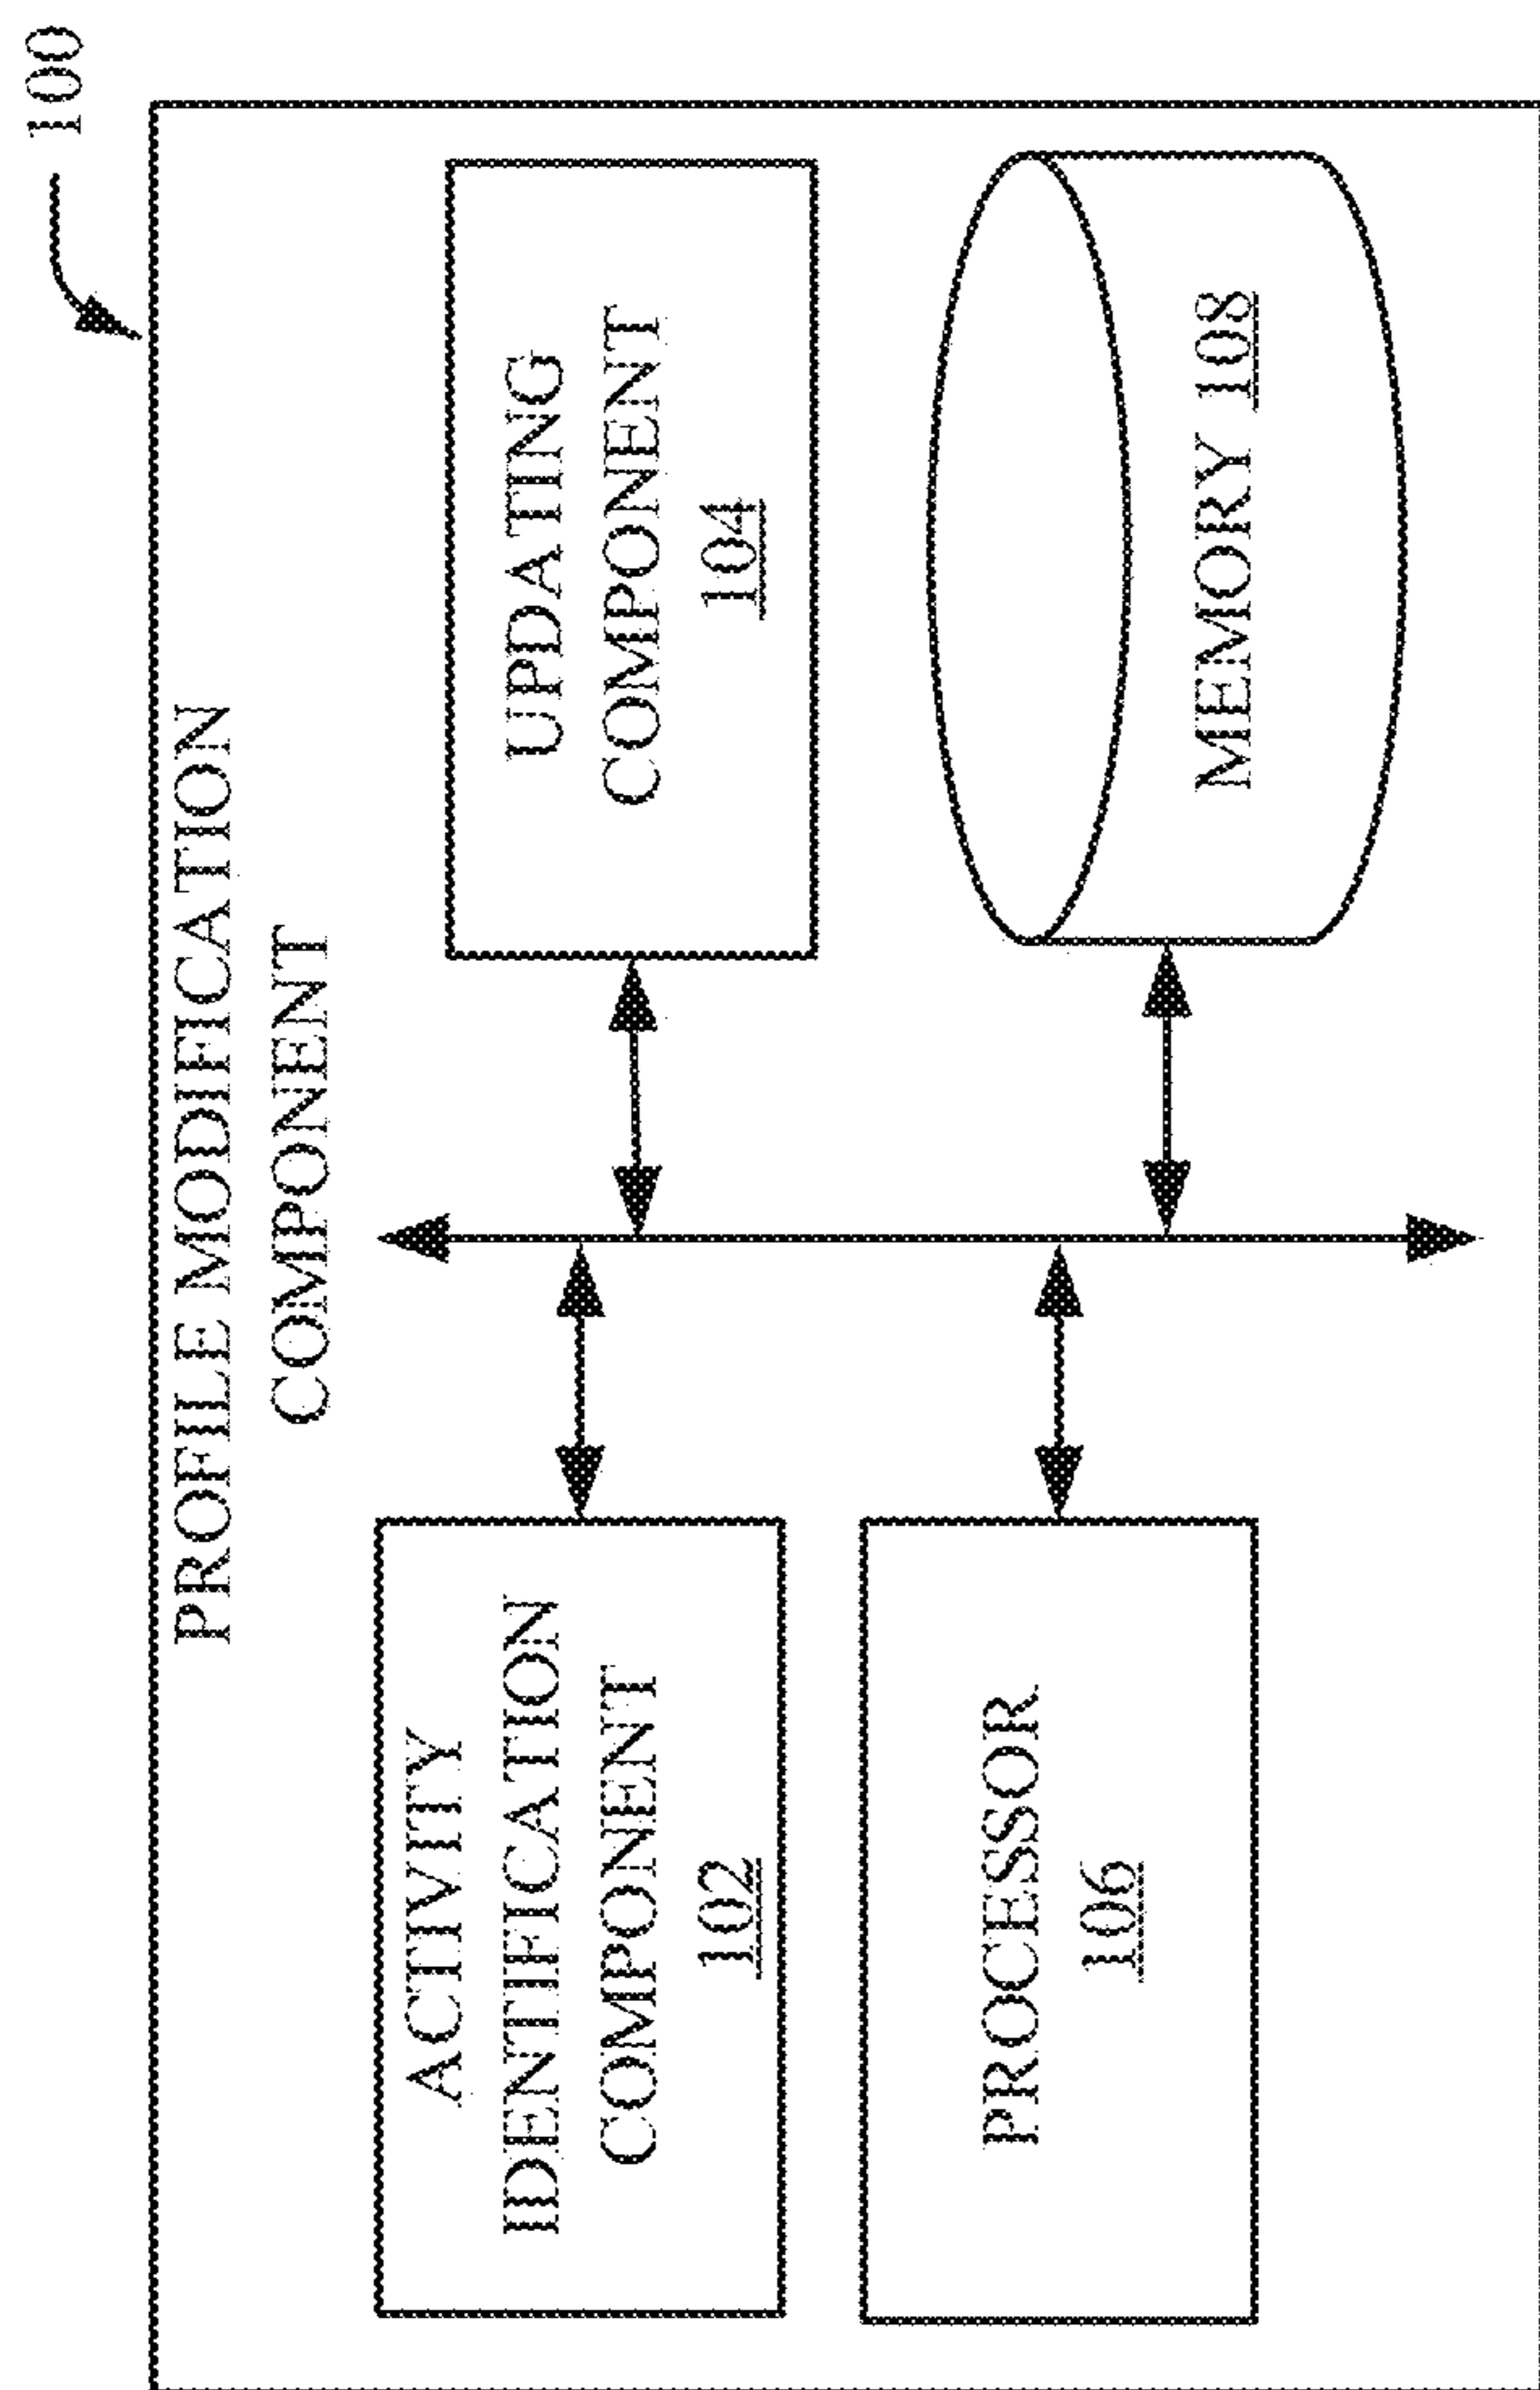 100
PROFILE MODIFICATION
COMPONENT
ACTIVITY
IDENTIFICATION
COMPONENT
102
UPDATING
COMPONENT
104
PROCESSOR
106
MEMORY 108